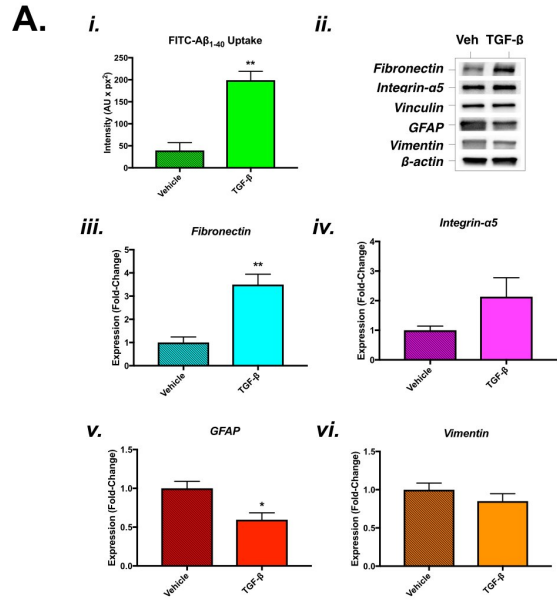 A.
i.
FITC-Aβ1-40 Uptake
Intensity (AU x px²)
250
200
150
100
50
0
**
Vehicle
TGF-β
ii.
Veh TGF-β
Fibronectin
Integrin-α5
Vinculin
GFAP
Vimentin
β-actin
iii.
Fibronectin
Expression (Fold-Change)
5
4
3
2
1
0
**
Vehicle
TGF-β
iv.
Integrin-α5
Expression (Fold-Change)
4
3
2
1
0
Vehicle
TGF-β
v.
GFAP
Expression (Fold-Change)
1.5
1.0
0.5
0.0
*
Vehicle
TGF-β
vi.
Vimentin
Expression (Fold-Change)
1.5
1.0
0.5
0.0
Vehicle
TGF-β